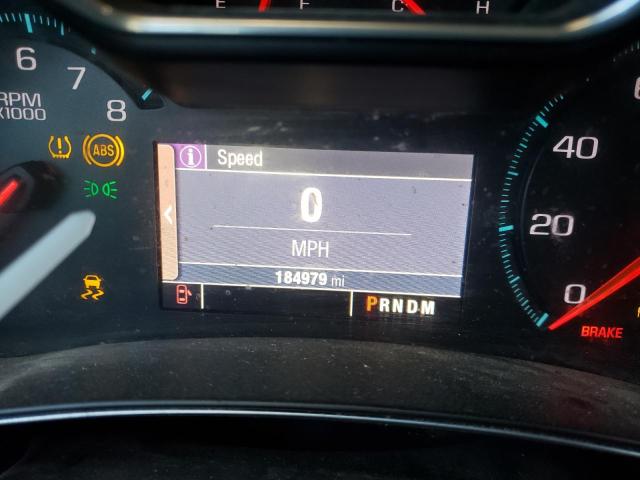 E F C H
6
7
8
RPM
X1000
ABS
i Speed
0
MPH
184979 mi
PRNDM
40
20
0
BRAKE